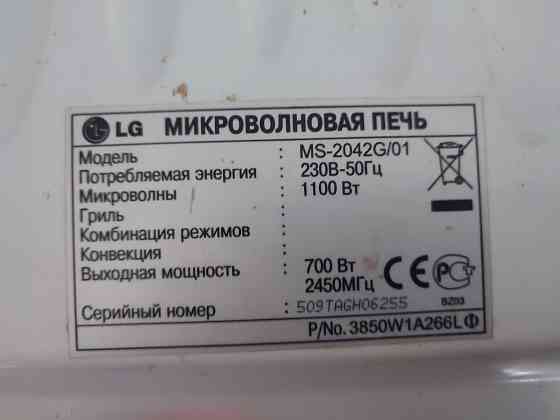 LG МИКРОВОЛНОВАЯ ПЕЧЬ
Модель : MS-2042G/01
Потребляемая энергия : 230В-50Гц
Микроволны : 1100 Вт
Гриль :
Комбинация режимов :
Конвекция :
Выходная мощность : 700 Вт
2450МГц
Серийный номер : 509TAGH06255
BZ03
P/No. 3850W1A266L